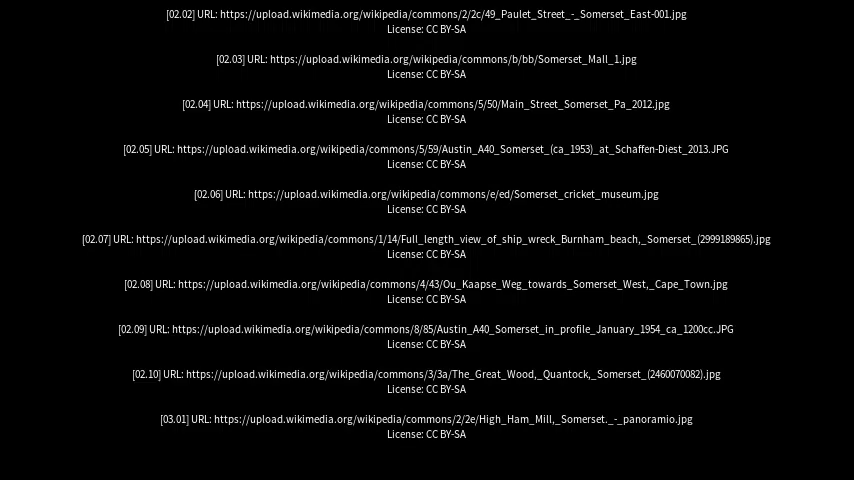 [02.02] URL: https://upload.wikimedia.org/wikipedia/commons/2/2c/49_Paulet_Street_-_Somerset_East-001.jpg
License: CC BY-SA
[02.03] URL: https://upload.wikimedia.org/wikipedia/commons/b/bb/Somerset_Mall_1.jpg
License: CC BY-SA
[02.04] URL: https://upload.wikimedia.org/wikipedia/commons/5/50/Main_Street_Somerset_Pa_2012.jpg
License: CC BY-SA
[02.05] URL: https://upload.wikimedia.org/wikipedia/commons/5/59/Austin_A40_Somerset_(ca_1953)_at_Schaffen-Diest_2013.JPG
License: CC BY-SA
[02.06] URL: https://upload.wikimedia.org/wikipedia/commons/e/ed/Somerset_cricket_museum.jpg
License: CC BY-SA
[02.07] URL: https://upload.wikimedia.org/wikipedia/commons/1/14/Full_length_view_of_ship_wreck_Burnham_beach,_Somerset_(2999189865).jpg
License: CC BY-SA
[02.08] URL: https://upload.wikimedia.org/wikipedia/commons/4/43/Ou_Kaapse_Weg_towards_Somerset_West,_Cape_Town.jpg
License: CC BY-SA
[02.09] URL: https://upload.wikimedia.org/wikipedia/commons/8/85/Austin_A40_Somerset_in_profile_January_1954_ca_1200cc.JPG
License: CC BY-SA
[02.10] URL: https://upload.wikimedia.org/wikipedia/commons/3/3a/The_Great_Wood,_Quantock,_Somerset_(2460070082).jpg
License: CC BY-SA
[03.01] URL: https://upload.wikimedia.org/wikipedia/commons/2/2e/High_Ham_Mill,_Somerset._-_panoramio.jpg
License: CC BY-SA